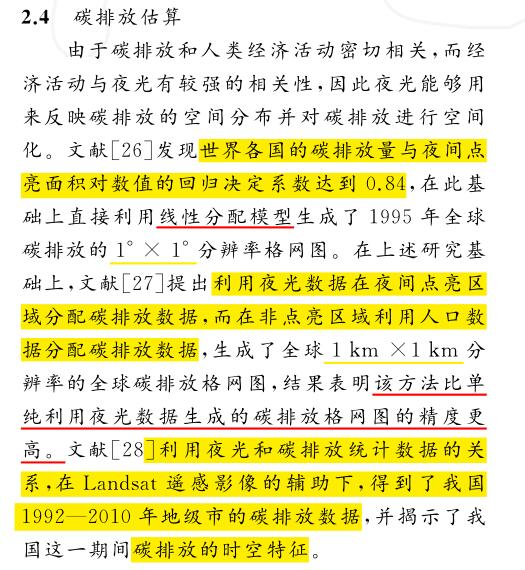 2.4 碳排放估算
由于碳排放和人类经济活动密切相关,而经
济活动与夜光有较强的相关性,因此夜光能够用
来反映碳排放的空间分布并对碳排放进行空间
化。文献[26]发现世界各国的碳排放量与夜间点
亮面积对数值的回归决定系数达到 0.84,在此基
础上直接利用线性分配模型生成了 1995 年全球
碳排放的 1° × 1° 分辨率格网图。在上述研究基
础上,文献[27]提出利用夜光数据在夜间点亮区
域分配碳排放数据,而在非点亮区域利用人口数
据分配碳排放数据,生成了全球 1 km ×1 km 分
辨率的全球碳排放格网图,结果表明该方法比单
纯利用夜光数据生成的碳排放格网图的精度更
高。文献[28]利用夜光和碳排放统计数据的关
系,在 Landsat 遥感影像的辅助下,得到了我国
1992—2010 年地级市的碳排放数据,并揭示了我
国这一期间碳排放的时空特征。